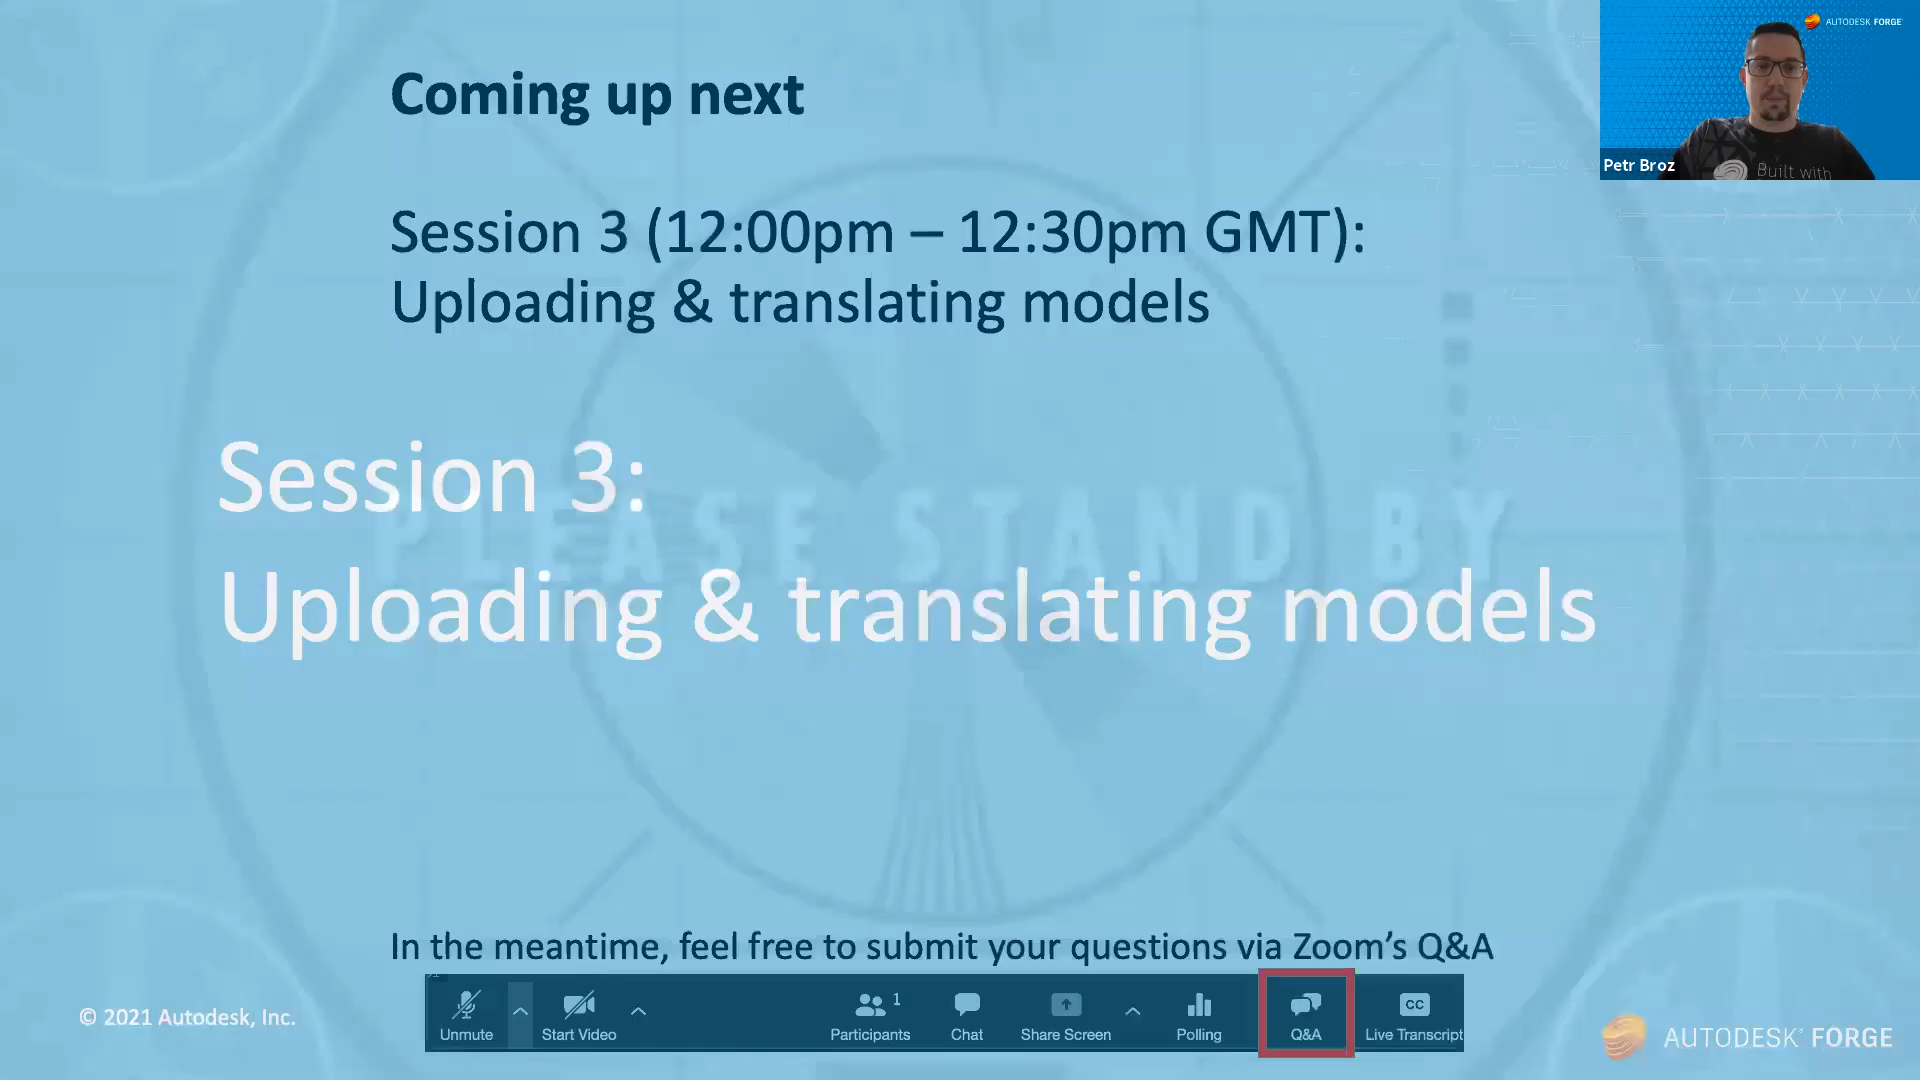 AUTODESK FORGE
Petr Broz
Built with
Coming up next
Session 3 (12:00pm – 12:30pm GMT):
Uploading & translating models
Session 3:
PLEASE STAND BY
Uploading & translating models
In the meantime, feel free to submit your questions via Zoom’s Q&A
Unmute
Start Video
1
Participants
Chat
Share Screen
Polling
Q&A
CC
Live Transcript
© 2021 Autodesk, Inc.
AUTODESK® FORGE